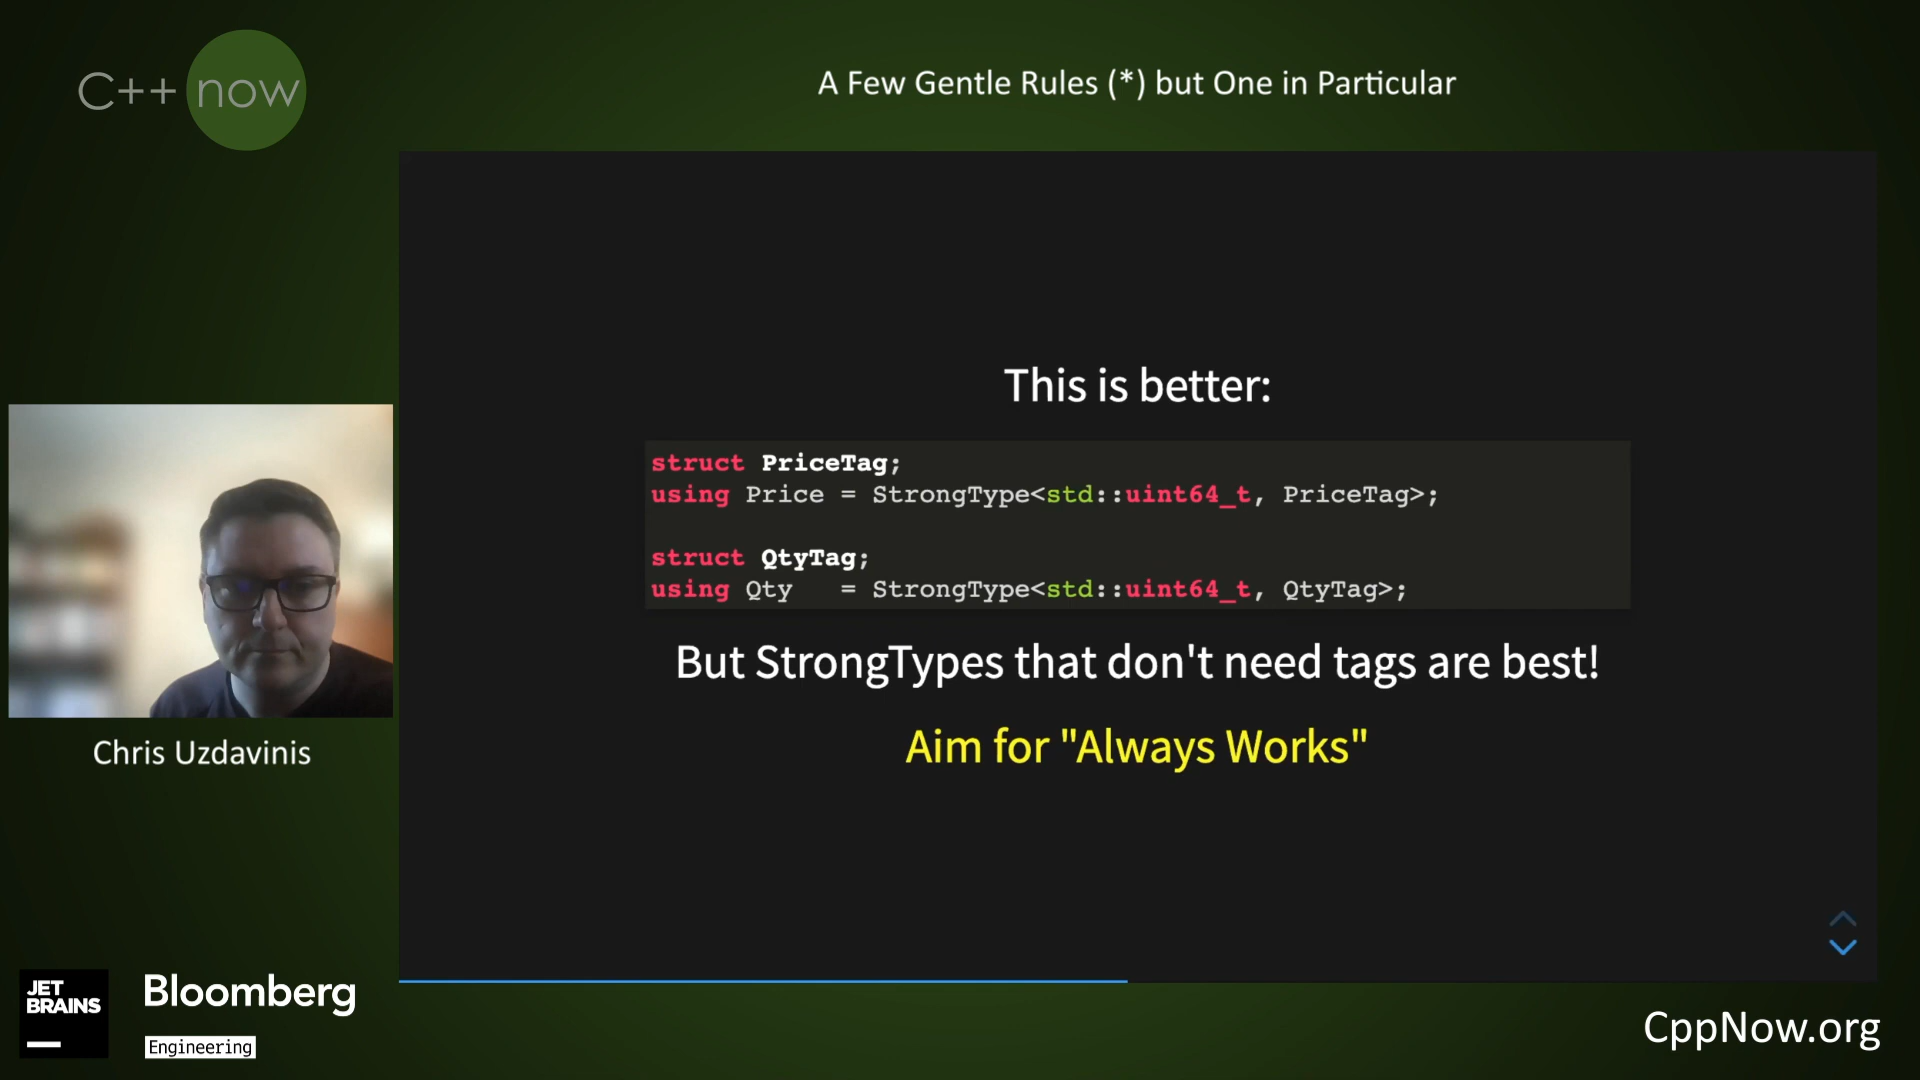 C++ now
A Few Gentle Rules (*) but One in Particular
This is better:
struct PriceTag;
using Price = StrongType<std::uint64_t, PriceTag>;
struct QtyTag;
using Qty   = StrongType<std::uint64_t, QtyTag>;
But StrongTypes that don't need tags are best!
Aim for "Always Works"
Chris Uzdavinis
JET
BRAINS
Bloomberg
Engineering
CppNow.org